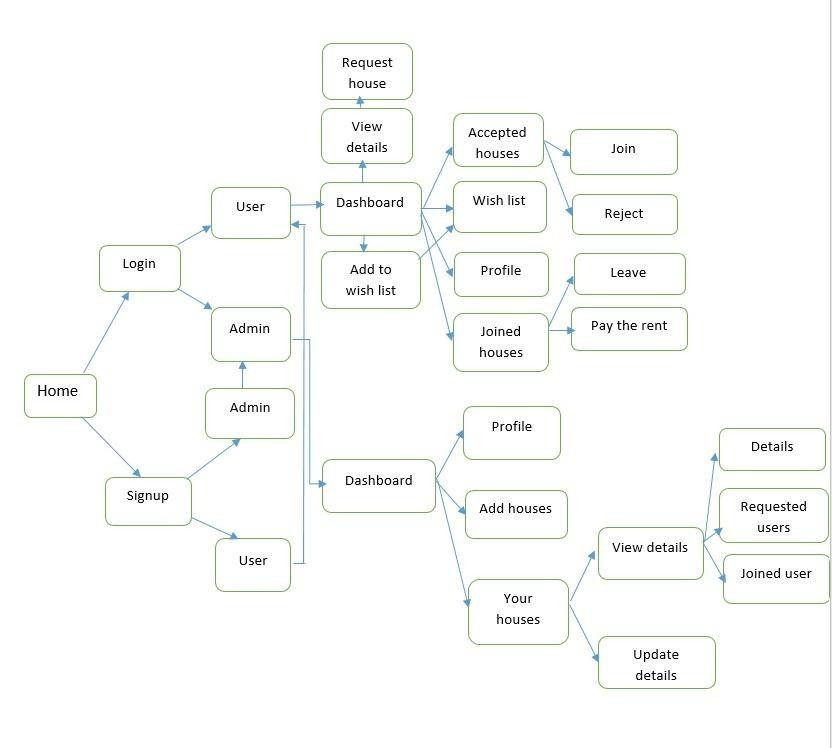 Request
house
View
details
Accepted
houses
Join
User
Dashboard
Wish list
Reject
Login
Add to
wish list
Profile
Leave
Admin
Joined
houses
Pay the rent
Home
Admin
Profile
Signup
Dashboard
Add houses
Details
Requested
users
User
View details
Joined user
Your
houses
Update
details